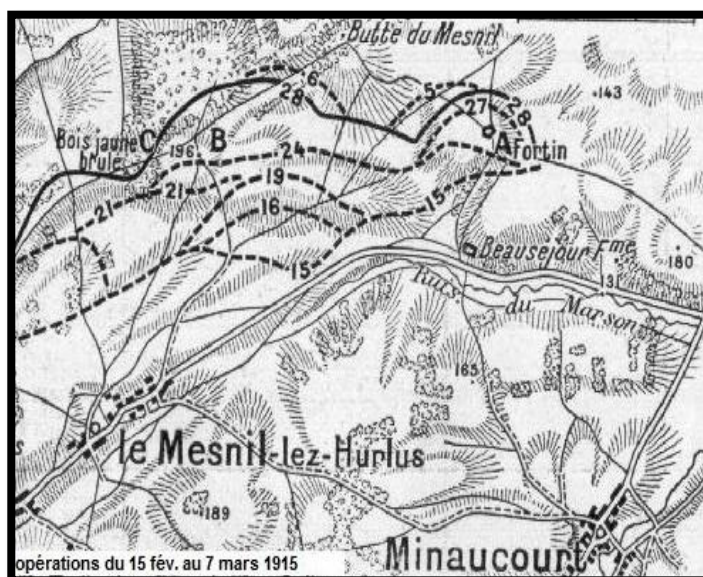 Butte du Mesnil
6
5
28
27
28
143
Bois jaune
brulé
C
196
B
A Fortin
24
21
21
19
16
15
15
Beauséjour Fme
180
131
Ruis. du Marson
165
le Mesnil-lez-Hurlus
189
Minaucourt
opérations du 15 fév. au 7 mars 1915